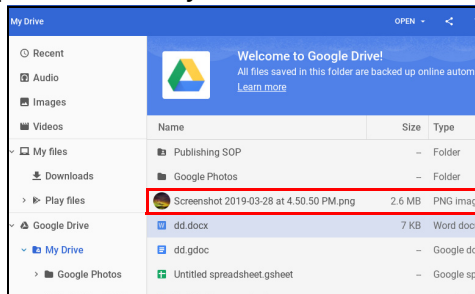 My Drive
OPEN
Recent
Audio
Images
Videos
My files
Downloads
Play files
Google Drive
My Drive
Google Photos
Welcome to Google Drive!
All files saved in this folder are backed up online autom
Learn more
Name Size Type
Publishing SOP – Folder
Google Photos – Folder
Screenshot 2019-03-28 at 4.50.50 PM.png 2.6 MB PNG imag
dd.docx 7 KB Word doc
dd.gdoc – Google do
Untitled spreadsheet.gsheet – Google sp